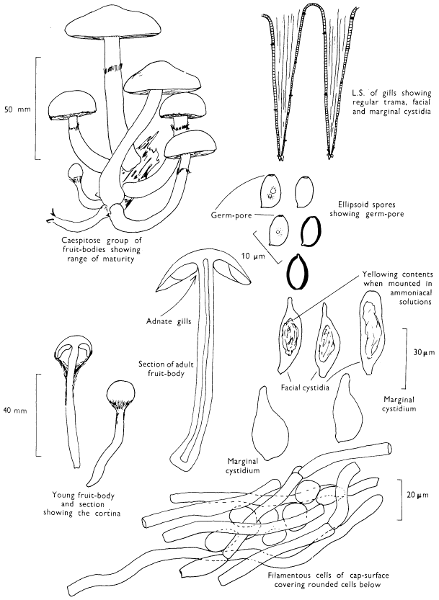 50 mm
L.S. of gills showing
regular trama, facial
and marginal cystidia
Germ-pore
Ellipsoid spores
showing germ-pore
Caespitose group of
fruit-bodies showing
range of maturity
10 μm
Yellowing contents
when mounted in
ammoniacal
solutions
Adnate gills
Section of adult
fruit-body
30 μm
Facial cystidia
Marginal
cystidium
40 mm
Marginal
cystidium
Young fruit-body
and section
showing the cortina
20 μm
Filamentous cells of cap-surface
covering rounded cells below